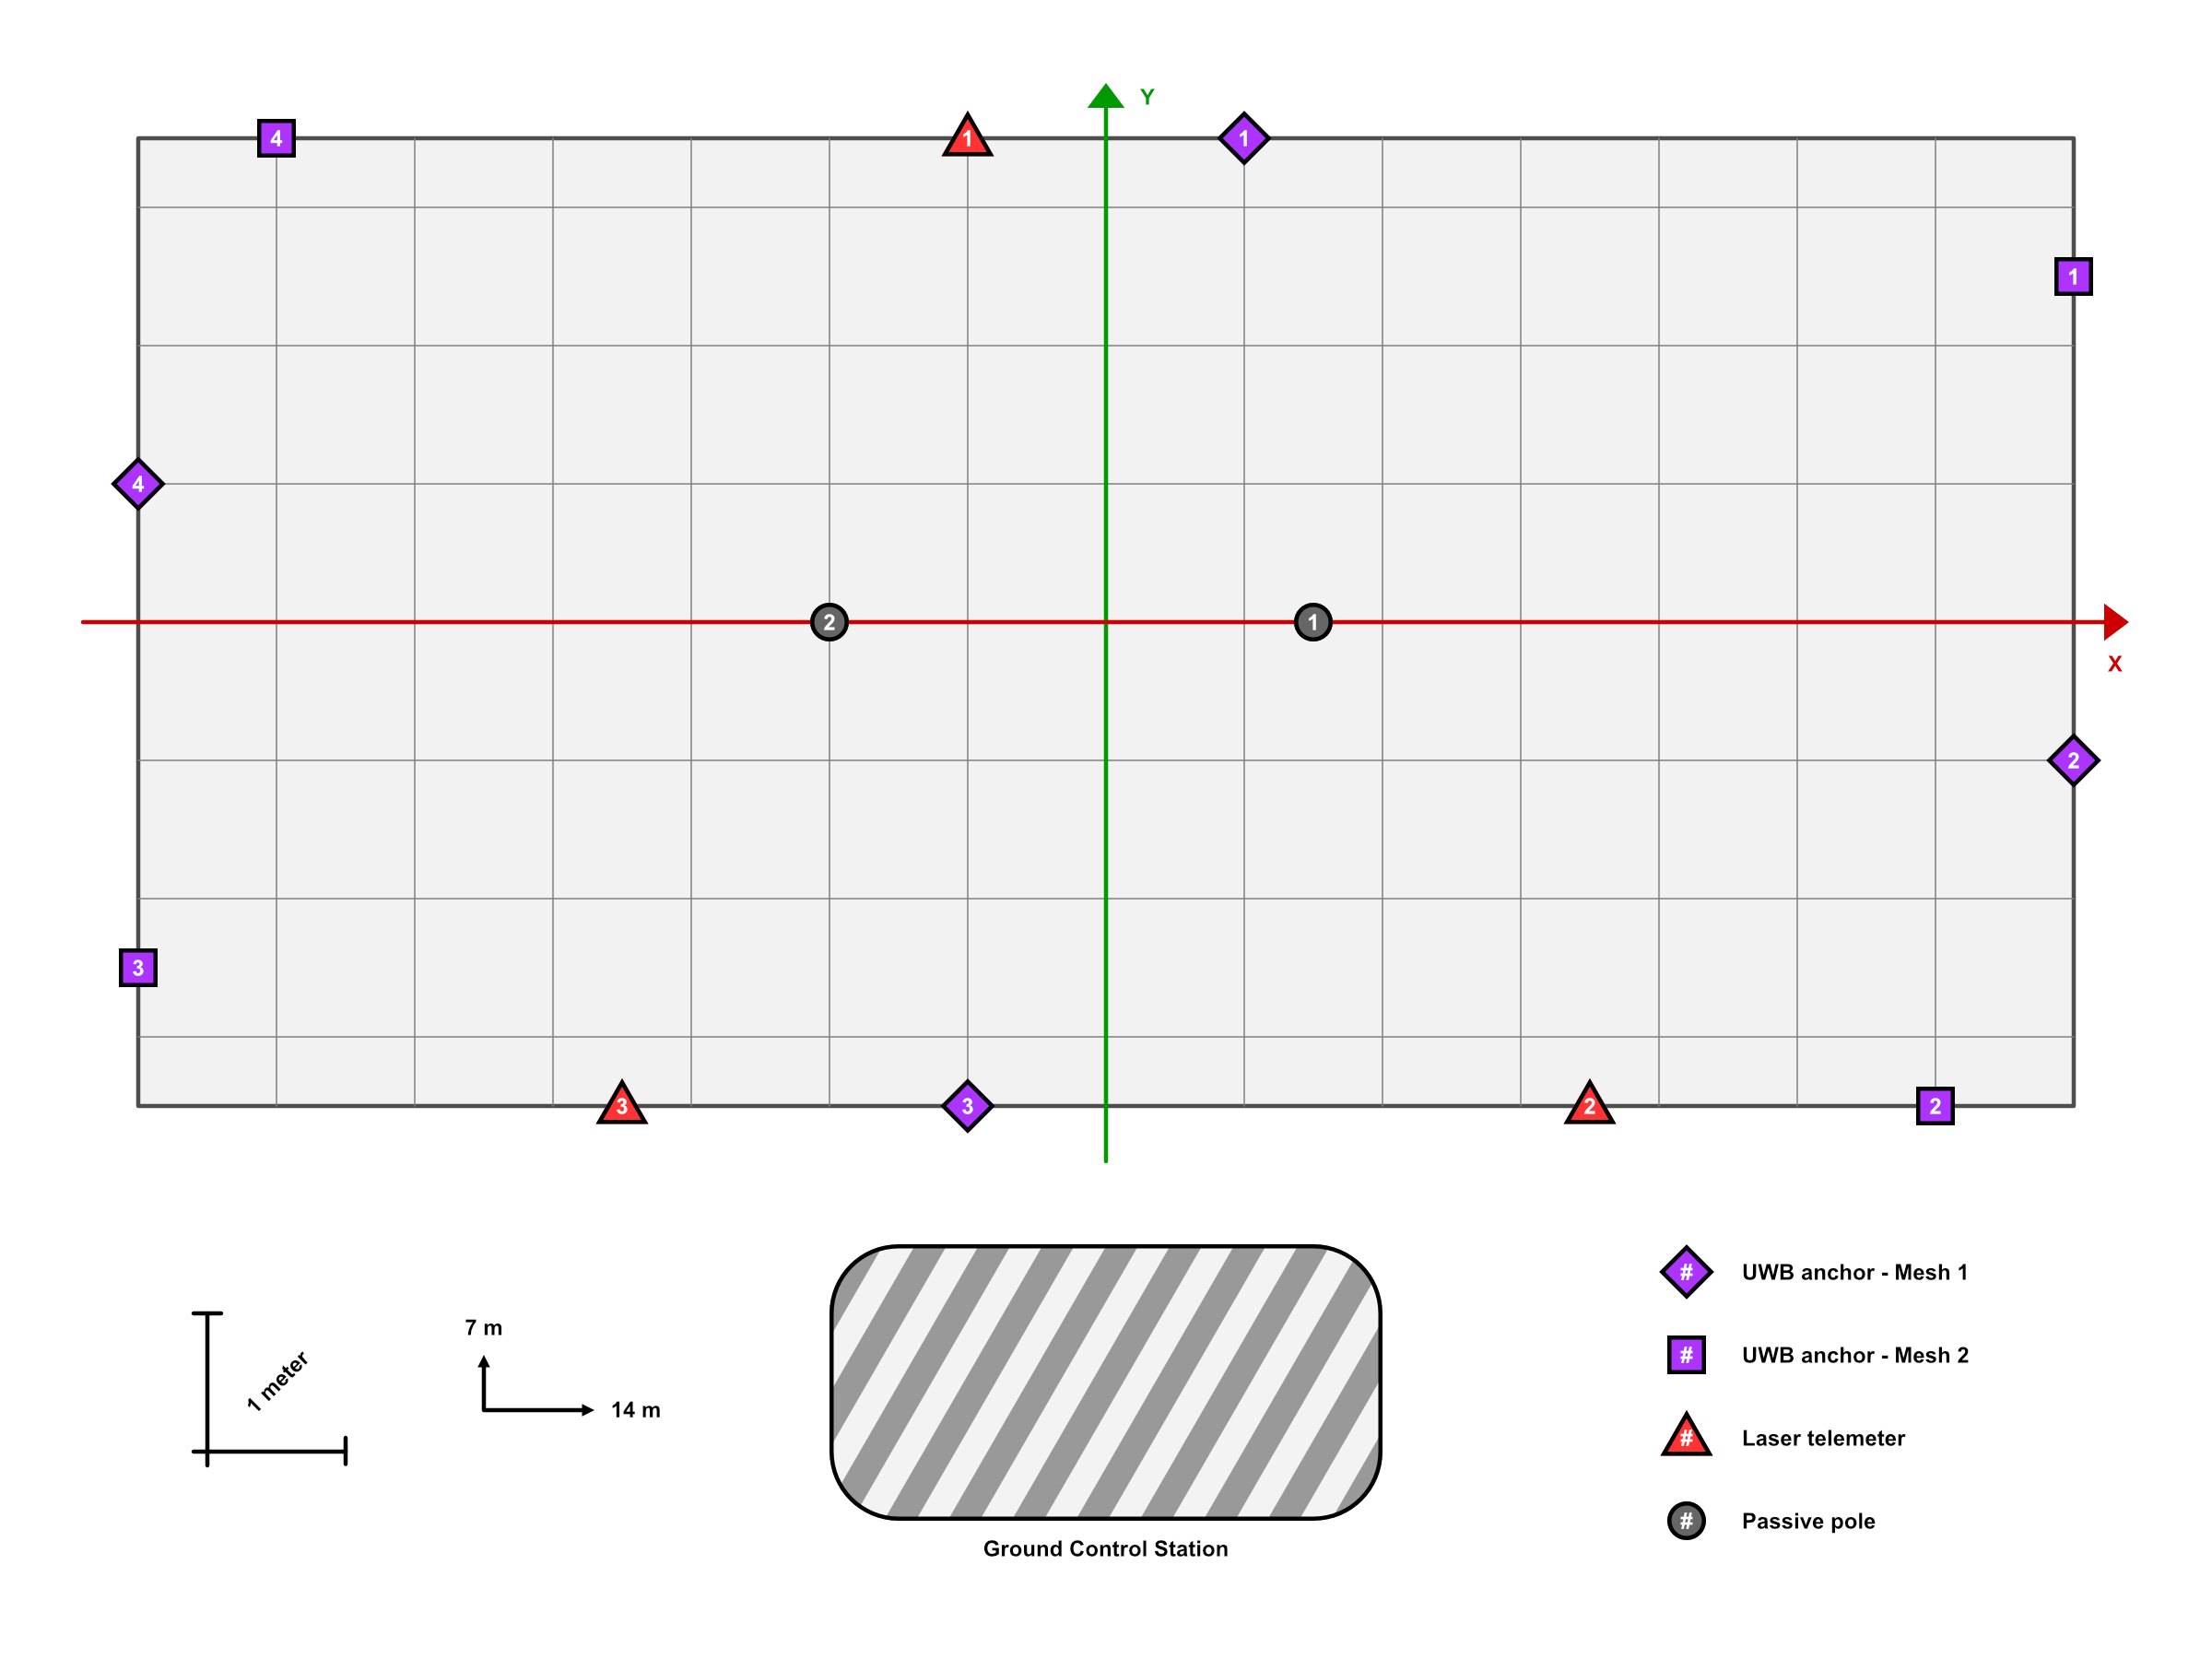 Y
4
1
1
1
4
2
1
X
2
3
3
3
2
2
1 meter
7 m
14 m
Ground Control Station
# UWB anchor - Mesh 1
# UWB anchor - Mesh 2
# Laser telemeter
# Passive pole